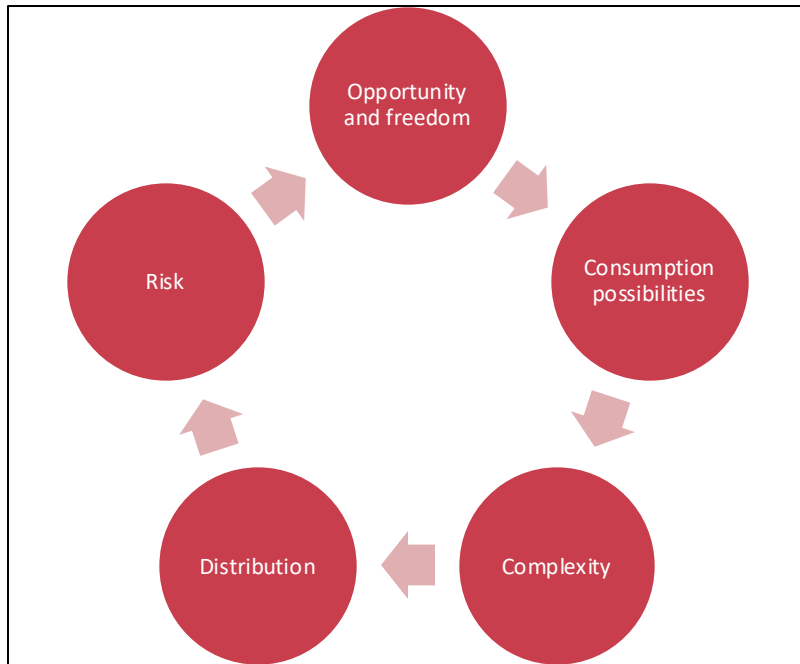 Opportunity
and freedom
Consumption
possibilities
Complexity
Distribution
Risk